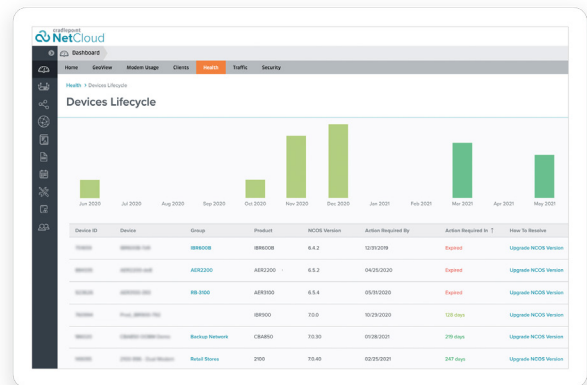 cradlepoint
NetCloud
Dashboard
Home GeoView Modem Usage Clients Health Traffic Security
Health Devices Lifecycle
Devices Lifecycle
Jun 2020 Jul 2020 Aug 2020 Sep 2020 Oct 2020 Nov 2020 Dec 2020 Jan 2021 Feb 2021 Mar 2021 Apr 2021 May 2021
Device ID Device Group Product NCOS Version Action Required By Action Required In ↑ How To Resolve
IBR600B IBR600B 6.4.2 12/31/2019 Expired Upgrade NCOS Version
AER2200 AER2200 6.5.2 04/25/2020 Expired Upgrade NCOS Version
RB-3100 AER3100 6.5.4 05/31/2020 Expired Upgrade NCOS Version
IBR900 7.0.0 10/29/2020 128 days Upgrade NCOS Version
Backup Network CBA850 7.0.30 01/28/2021 219 days Upgrade NCOS Version
Retail Stores 2100 7.0.40 02/25/2021 247 days Upgrade NCOS Version